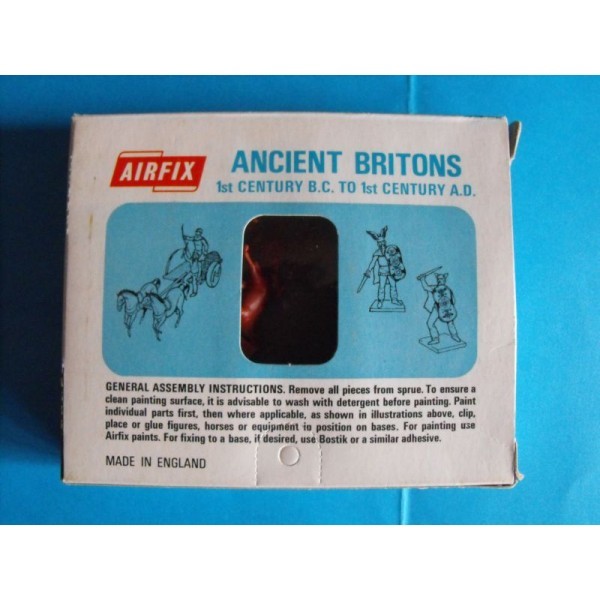 AIRFIX
ANCIENT BRITONS
1st CENTURY B.C. TO 1st CENTURY A.D.
GENERAL ASSEMBLY INSTRUCTIONS. Remove all pieces from sprue. To ensure a
clean painting surface, it is advisable to wash with detergent before painting. Paint
individual parts first, then where applicable, as shown in illustrations above, clip,
place or glue figures, horses or equipment in position on bases. For painting use
Airfix paints. For fixing to a base, if desired, use Bostik or a similar adhesive.
MADE IN ENGLAND